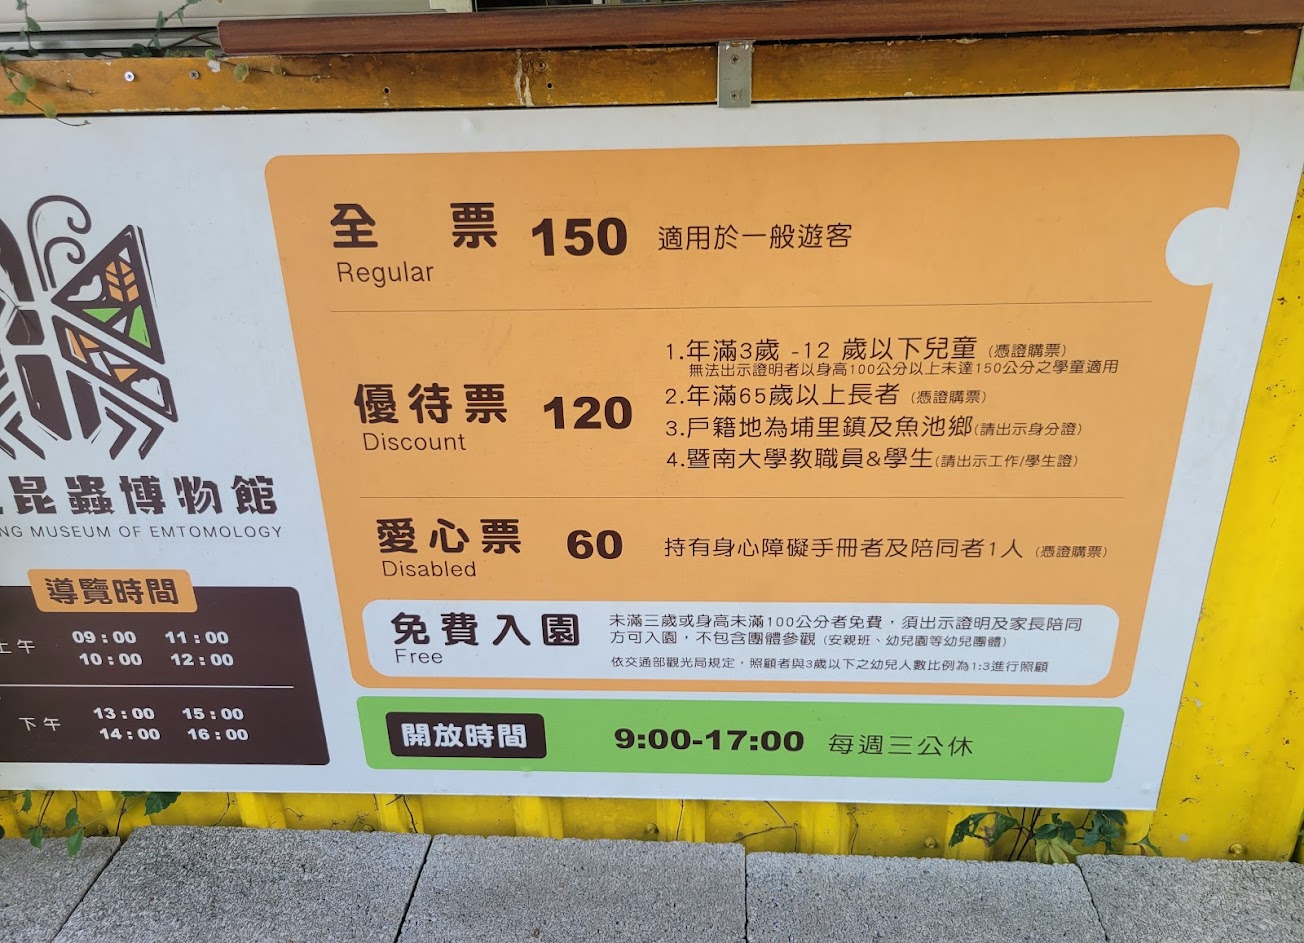 昆蟲博物館
NG MUSEUM OF EMTOMOLOGY
導覽時間
上午
09:00 11:00
10:00 12:00
下午
13:00 15:00
14:00 16:00
全票 150 適用於一般遊客
Regular
優待票 120
Discount
1.年滿3歲 -12 歲以下兒童 (憑證購票)
無法出示證明者以身高100公分以上未達150公分之學童適用
2.年滿65歲以上長者 (憑證購票)
3.戶籍地為埔里鎮及魚池鄉(請出示身分證)
4.暨南大學教職員&學生(請出示工作/學生證)
愛心票 60 持有身心障礙手冊者及陪同者1人 (憑證購票)
Disabled
免費入園
Free
未滿三歲或身高未滿100公分者免費，須出示證明及家長陪同
方可入園，不包含團體參觀 (安親班、幼兒園等幼兒團體)
依交通部觀光局規定，照顧者與3歲以下之幼兒人數比例為1:3進行照顧
開放時間 9:00-17:00 每週三公休